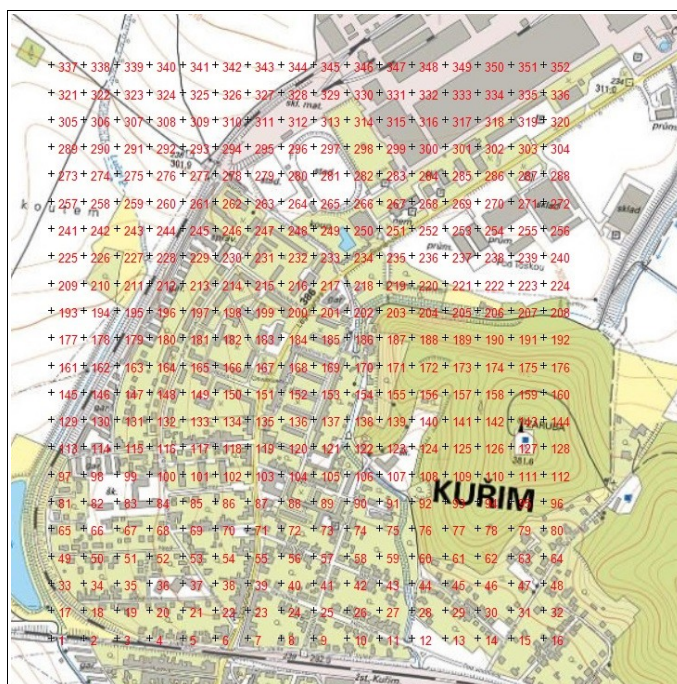 337 338 339 340 341 342 343 344 345 346 347 348 349 350 351 352
234
311.2
321 322 323 324 325 326 327 328 329 330 331 332 333 334 335 336
skl. mat.
305 306 307 308 309 310 311 312 313 314 315 316 317 318 319 320
prům.
289 290 291 292 293 294 295 296 297 298 299 300 301 302 303 304
301.9
273 274 275 276 277 278 279 280 281 282 283 284 285 286 287 288
257 258 259 260 261 262 263 264 265 266 267 268 269 270 271 272
kouřem
nem.
sklad
241 242 243 244 245 246 247 248 249 250 251 252 253 254 255 256
prům.
prům.
225 226 227 228 229 230 231 232 233 234 235 236 237 238 239 240
209 210 211 212 213 214 215 216 217 218 219 220 221 222 223 224
386
193 194 195 196 197 198 199 200 201 202 203 204 205 206 207 208
177 178 179 180 181 182 183 184 185 186 187 188 189 190 191 192
161 162 163 164 165 166 167 168 169 170 171 172 173 174 175 176
145 146 147 148 149 150 151 152 153 154 155 156 157 158 159 160
129 130 131 132 133 134 135 136 137 138 139 140 141 142 143 144
113 114 115 116 117 118 119 120 121 122 123 124 125 126 127 128
97 98 99 100 101 102 103 104 105 106 107 108 109 110 111 112
KUŘIM
81 82 83 84 85 86 87 88 89 90 91 92 93 94 95 96
65 66 67 68 69 70 71 72 73 74 75 76 77 78 79 80
49 50 51 52 53 54 55 56 57 58 59 60 61 62 63 64
33 34 35 36 37 38 39 40 41 42 43 44 45 46 47 48
17 18 19 20 21 22 23 24 25 26 27 28 29 30 31 32
1 2 3 4 5 6 7 8 9 10 11 12 13 14 15 16
žst. Kuřim